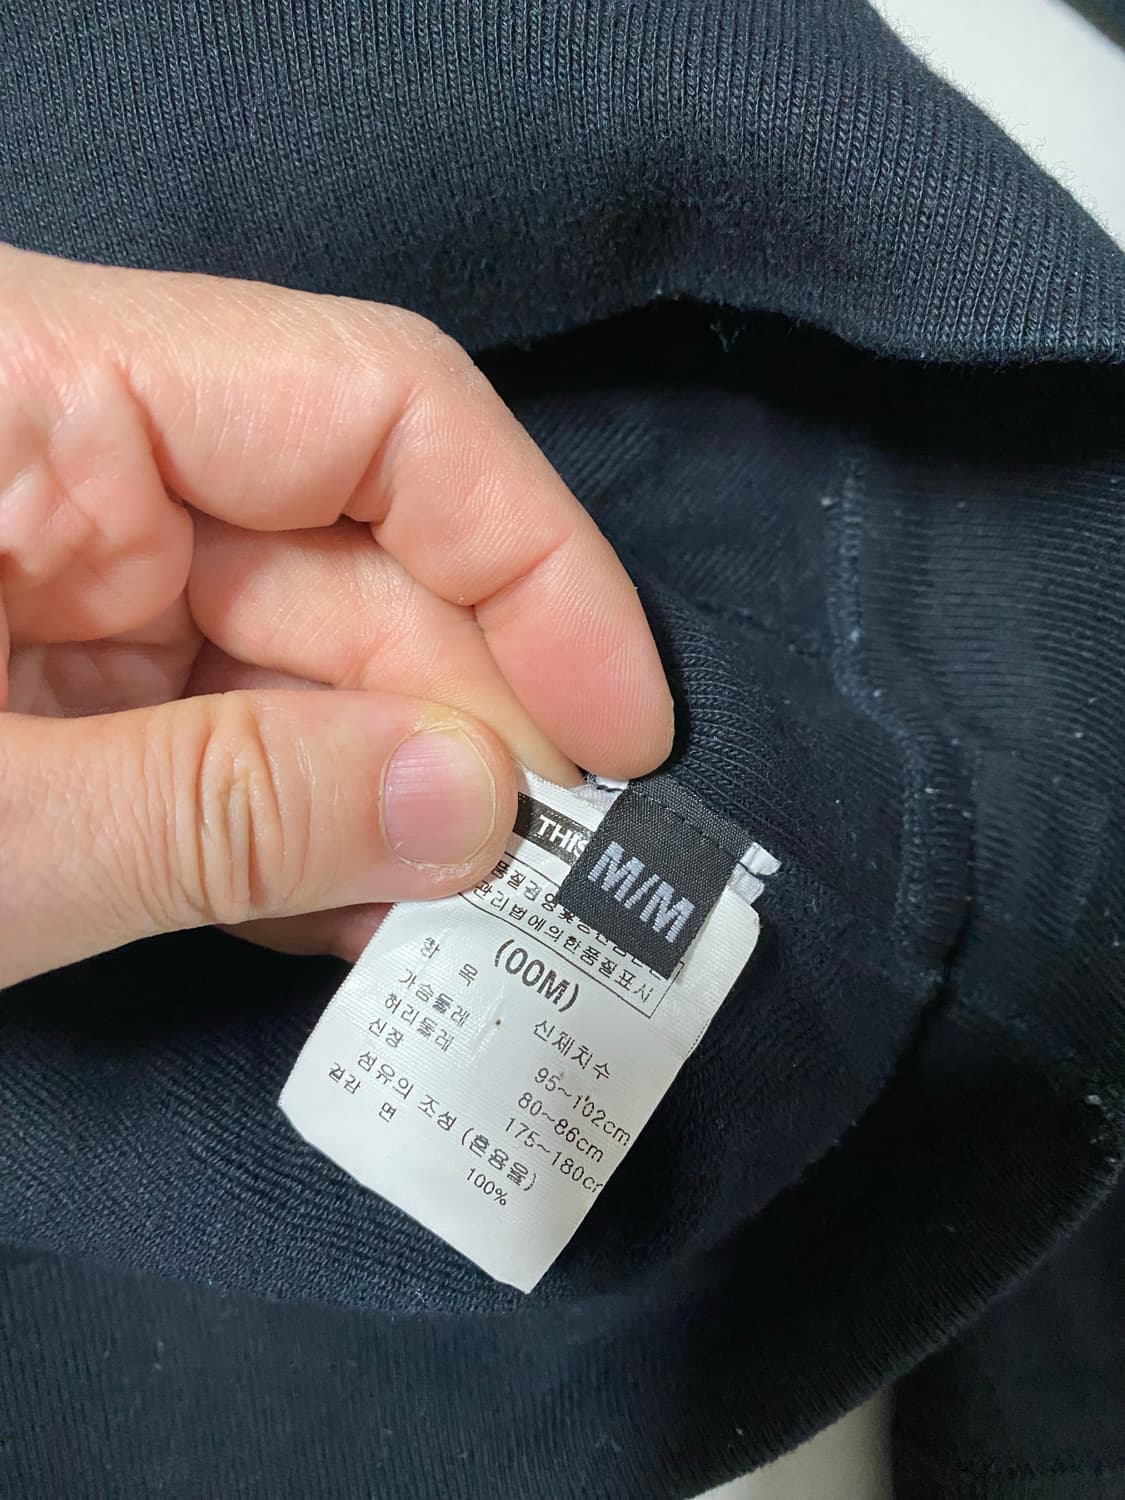 THIS
M/M
관리법에의한품질표시
(00M)
항 목 신체치수
가슴둘레 95~102cm
허리둘레 80~86cm
신장 175~180cm
섬유의 조성 (혼용율)
겉감 면 100%